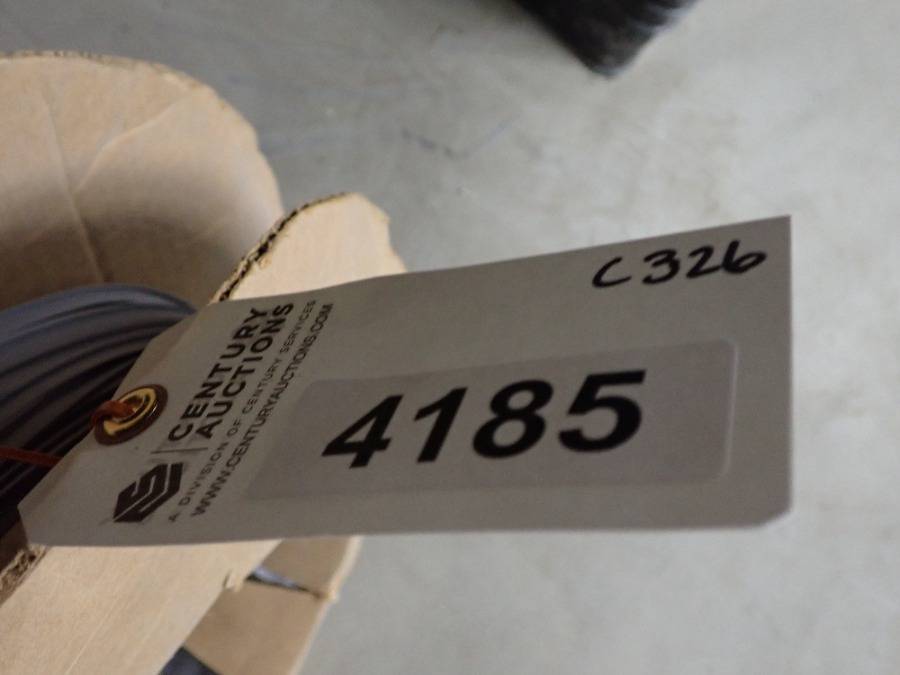 C326
CENTURY
AUCTIONS
A DIVISION OF CENTURY SERVICES
WWW.CENTURYAUCTIONS.COM
4185